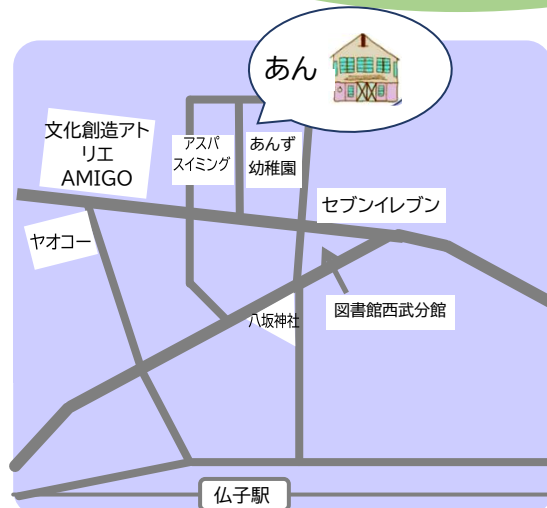 あん
文化創造アト
リエ
AMIGO
アスパ
スイミング
あんず
幼稚園
セブンイレブン
ヤオコー
図書館西武分館
八坂神社
仏子駅